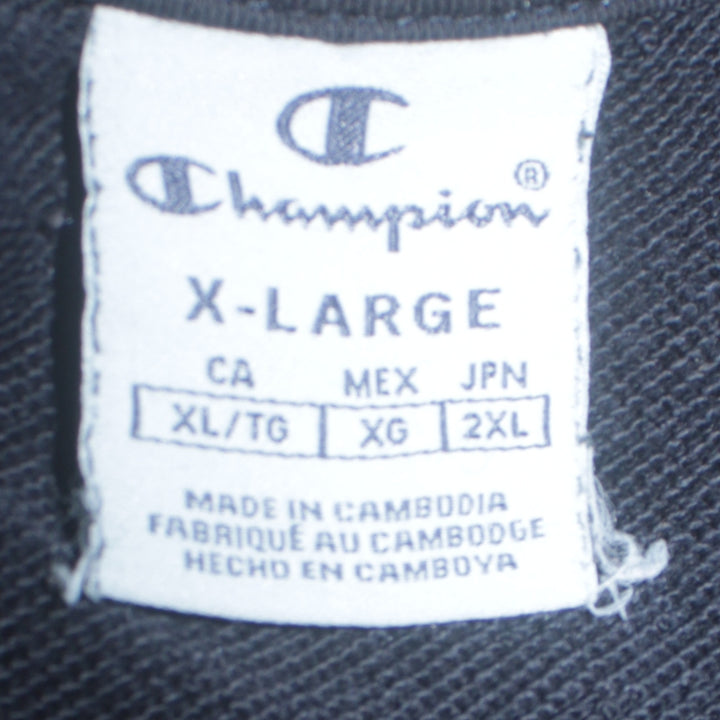 Champion®
X-LARGE
CA MEX JPN
XL/TG XG 2XL
MADE IN CAMBODIA
FABRIQUÉ AU CAMBODGE
HECHO EN CAMBOYA